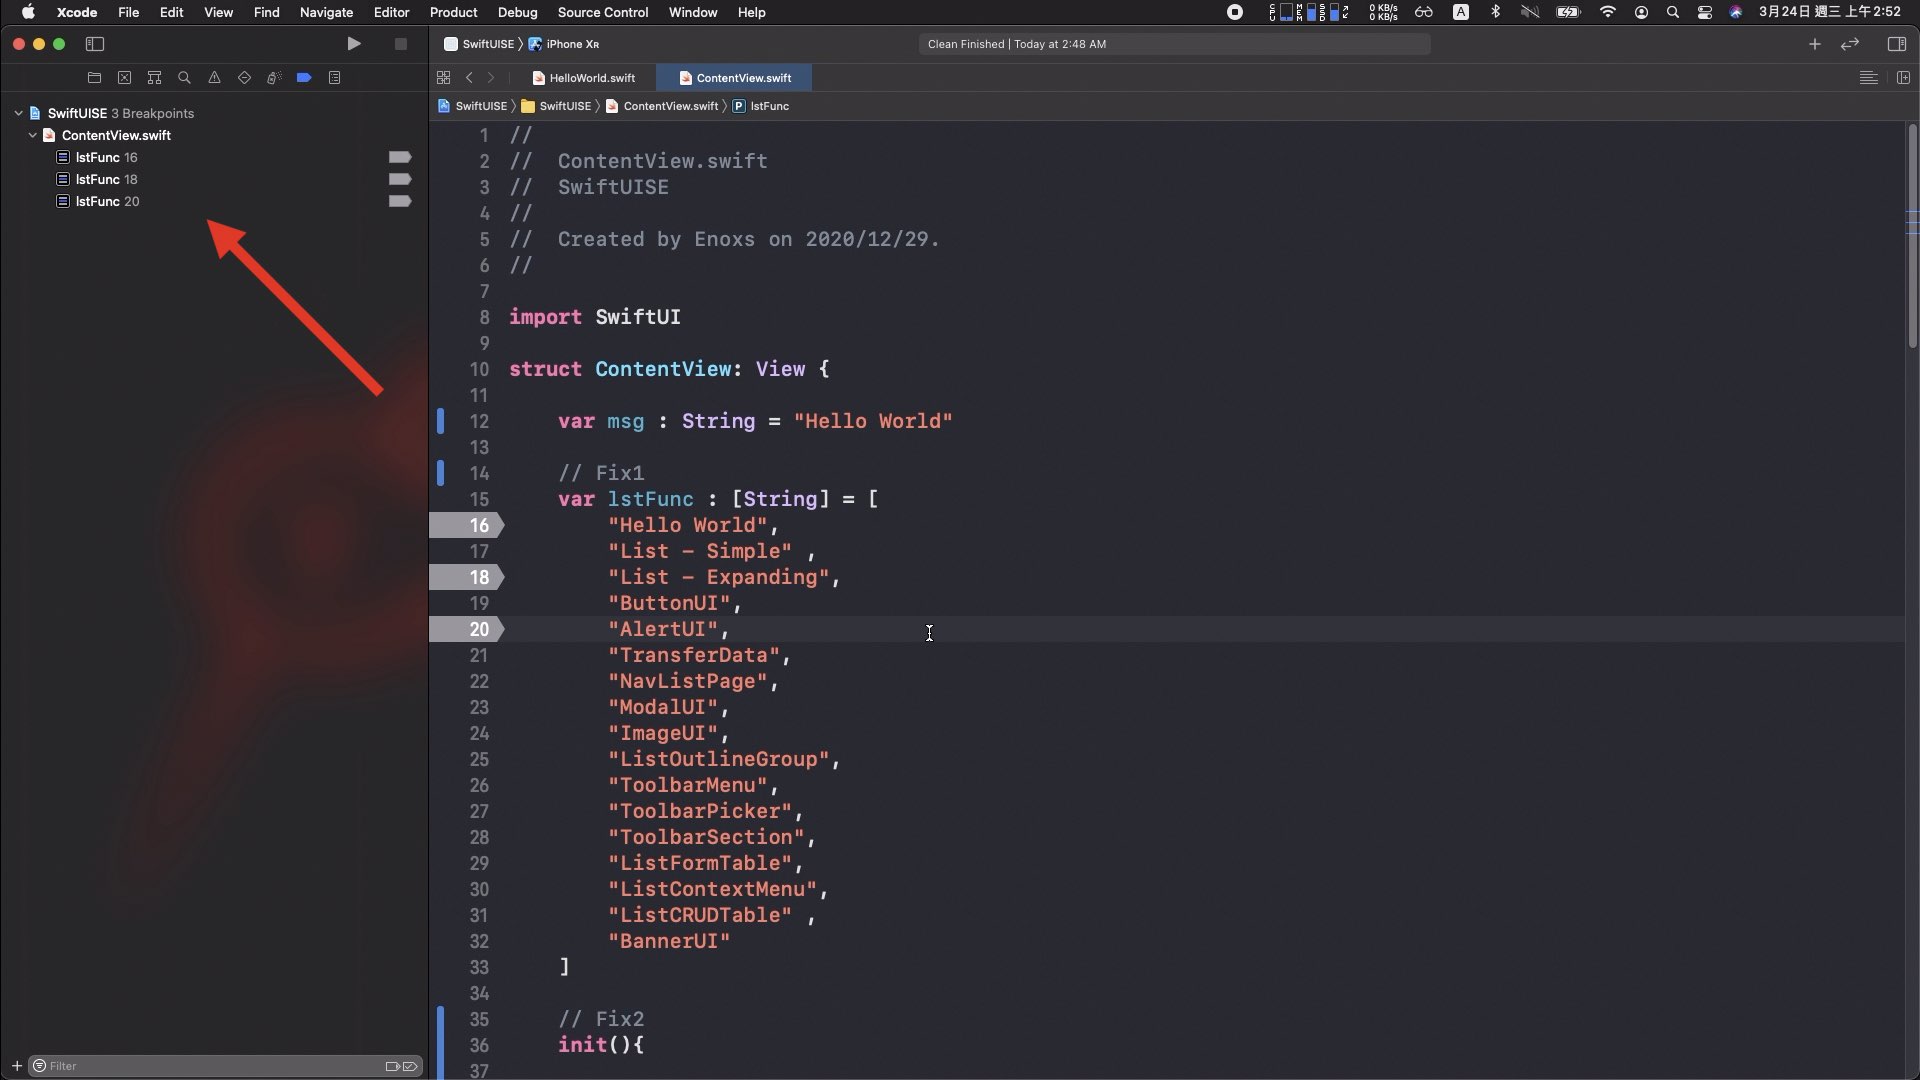 Xcode File Edit View Find Navigate Editor Product Debug Source Control Window Help
CPU MEM SSD 0 KB/s 0 KB/s A 3月24日 週三 上午2:52
SwiftUISE iPhone XR
Clean Finished | Today at 2:48 AM
HelloWorld.swift ContentView.swift
SwiftUISE SwiftUISE ContentView.swift P lstFunc
SwiftUISE 3 Breakpoints
ContentView.swift
lstFunc 16
lstFunc 18
lstFunc 20
1 //
2 //  ContentView.swift
3 //  SwiftUISE
4 //
5 //  Created by Enoxs on 2020/12/29.
6 //
7
8 import SwiftUI
9
10 struct ContentView: View {
11
12     var msg : String = "Hello World"
13
14     // Fix1
15     var lstFunc : [String] = [
16         "Hello World",
17         "List – Simple" ,
18         "List – Expanding",
19         "ButtonUI",
20         "AlertUI",
21         "TransferData",
22         "NavListPage",
23         "ModalUI",
24         "ImageUI",
25         "ListOutlineGroup",
26         "ToolbarMenu",
27         "ToolbarPicker",
28         "ToolbarSection",
29         "ListFormTable",
30         "ListContextMenu",
31         "ListCRUDTable" ,
32         "BannerUI"
33     ]
34
35     // Fix2
36     init(){
37
Filter